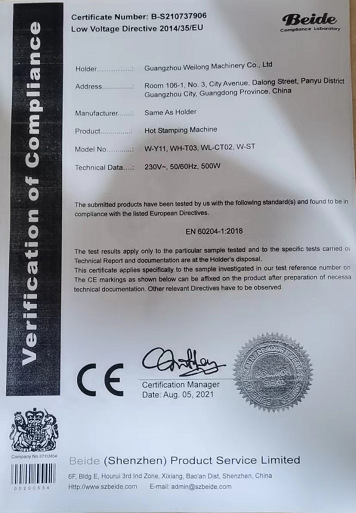 Certificate Number: B-S210737906
Low Voltage Directive 2014/35/EU
Beide
Compliance Laboratory
Verification of Compliance
Holder.............: Guangzhou Weilong Machinery Co., Ltd
Address...........: Room 106-1, No. 3, City Avenue, Dalong Street, Panyu District
Guangzhou City, Guangdong Province, China
Manufacturer......: Same As Holder
Product............: Hot Stamping Machine
Model No..........: W-Y11, WH-T03, WL-CT02, W-ST
Technical Data....: 230V~, 50/60Hz, 500W
The submitted products have been tested by us with the following standard(s) and found to be in
compliance with the listed European Directives.
EN 60204-1:2018
The test results apply only to the particular sample tested and to the specific tests carried o
Technical Report and documentation are at the Holder's disposal.
This certificate applies specifically to the sample investigated in our test reference number on
The CE markings as shown below can be affixed on the product after preparation of necessa
technical documentation. Other relevant Directives have to be observed
CE
Certification Manager
Date: Aug. 05, 2021
Beide (Shenzhen) Product Service Limited
6F, Bldg E, Hourui 3rd Ind Zone, Xixiang, Bao'an Dist, Shenzhen, China
Http://www.szbeide.com E-mail: admin@szbeide.com